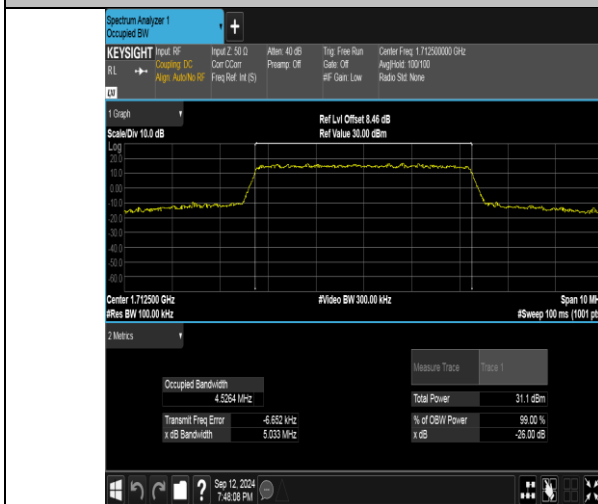 Spectrum Analyzer 1
Occupied BW
+
KEYSIGHT Input: RF Input Z: 50 Ω Atten: 40 dB Trig: Free Run Center Freq: 1.712500000 GHz
RL Coupling: DC Corr CCorr Preamp: Off Gate: Off Avg|Hold: 100/100
Align: Auto/No RF Freq Ref: Int (S) #IF Gain: Low Radio Std: None
1 Graph
Ref Lvl Offset 8.46 dB
Scale/Div 10.0 dB Ref Value 30.00 dBm
Log
20.0
10.0
0.00
-10.0
-20.0
-30.0
-40.0
-50.0
-60.0
Center 1.712500 GHz #Video BW 300.00 kHz Span 10 MH
#Res BW 100.00 kHz #Sweep 100 ms (1001 pts
2 Metrics
Measure Trace Trace 1
Occupied Bandwidth
4.5264 MHz Total Power 31.1 dBm
Transmit Freq Error -6.652 kHz % of OBW Power 99.00 %
x dB Bandwidth 5.033 MHz x dB -26.00 dB
? Sep 12, 2024
7:48:08 PM